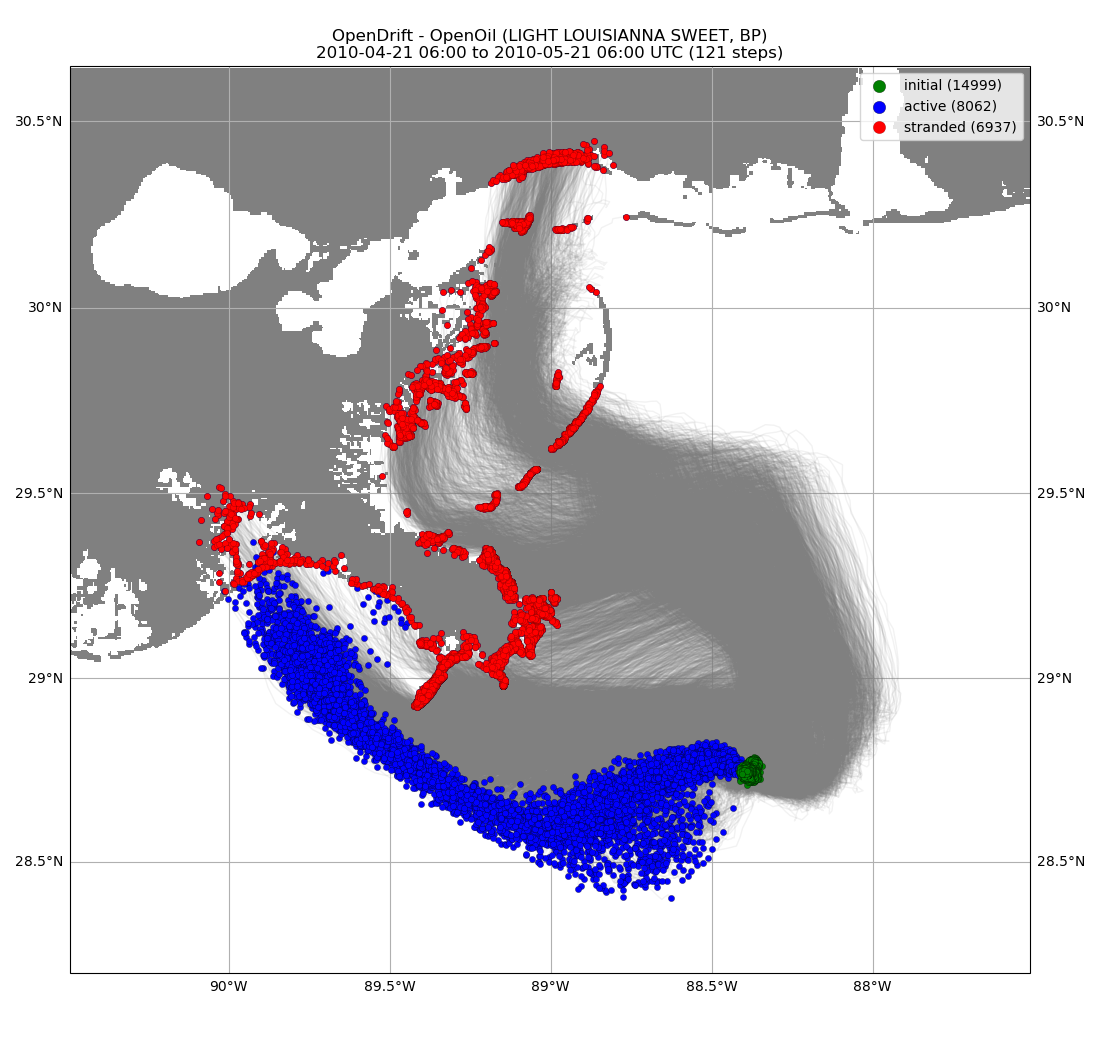 OpenDrift - OpenOil (LIGHT LOUISIANNA SWEET, BP)
2010-04-21 06:00 to 2010-05-21 06:00 UTC (121 steps)
initial (14999)
active (8062)
stranded (6937)
30.5°N 30.5°N
30°N 30°N
29.5°N 29.5°N
29°N 29°N
28.5°N 28.5°N
90°W 89.5°W 89°W 88.5°W 88°W